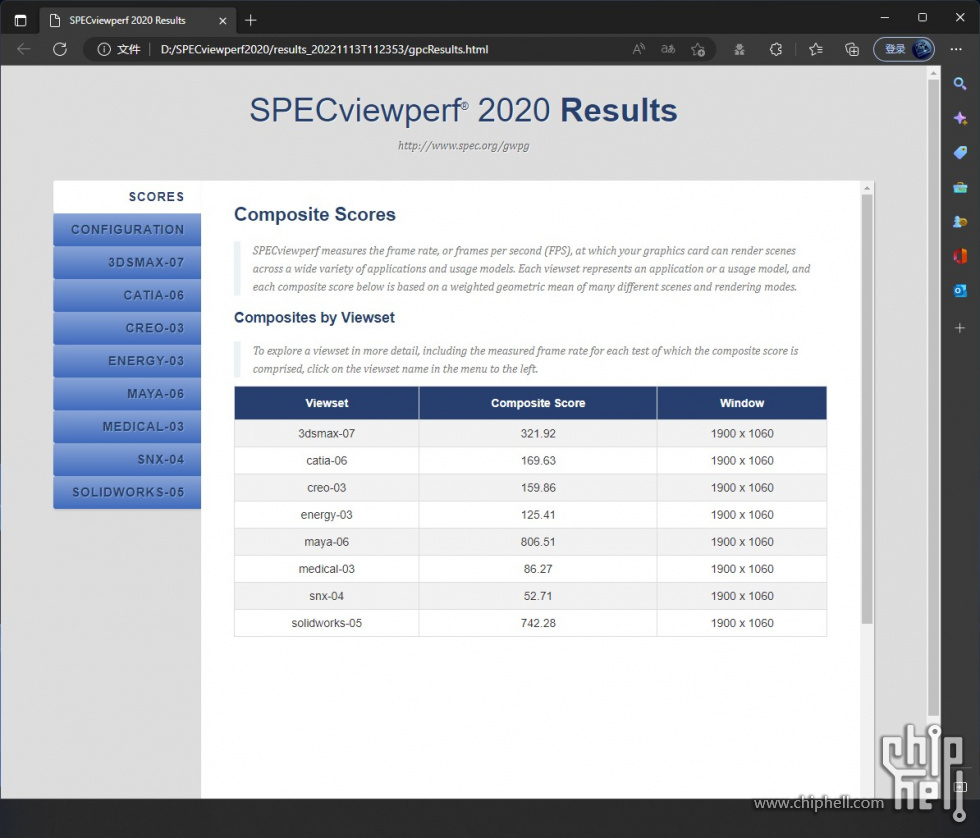 SPECviewperf 2020 Results
文件
D:/SPECviewperf2020/results_20221113T112353/gpcResults.html
登录
SPECviewperf® 2020 Results
http://www.spec.org/gwpg
SCORES
CONFIGURATION
3DSMAX-07
CATIA-06
CREO-03
ENERGY-03
MAYA-06
MEDICAL-03
SNX-04
SOLIDWORKS-05
Composite Scores
SPECviewperf measures the frame rate, or frames per second (FPS), at which your graphics card can render scenes
across a wide variety of applications and usage models. Each viewset represents an application or a usage model, and
each composite score below is based on a weighted geometric mean of many different scenes and rendering modes.
Composites by Viewset
To explore a viewset in more detail, including the measured frame rate for each test of which the composite score is
comprised, click on the viewset name in the menu to the left.
Viewset Composite Score Window
3dsmax-07 321.92 1900 x 1060
catia-06 169.63 1900 x 1060
creo-03 159.86 1900 x 1060
energy-03 125.41 1900 x 1060
maya-06 806.51 1900 x 1060
medical-03 86.27 1900 x 1060
snx-04 52.71 1900 x 1060
solidworks-05 742.28 1900 x 1060
www.chiphell.com
chip
hell